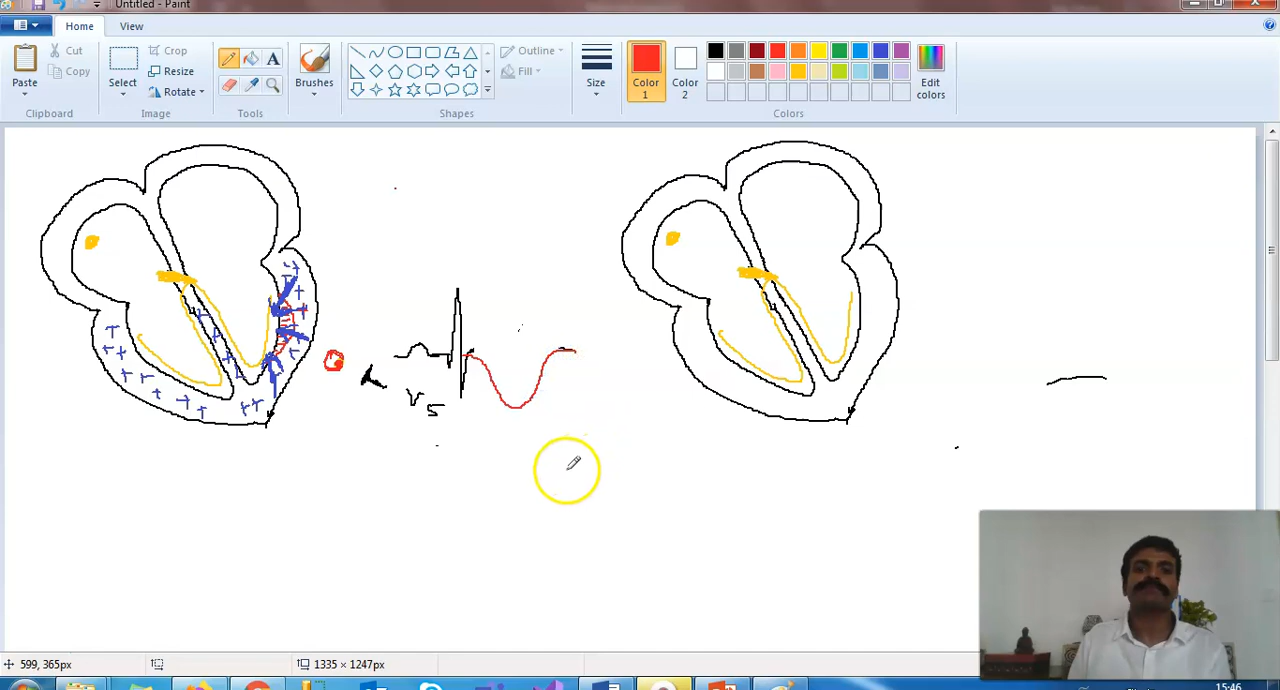 Untitled - Paint
Home
View
Paste
Cut
Copy
Clipboard
Select
Crop
Resize
Rotate
Image
A
Tools
Brushes
Outline
Fill
Shapes
Size
Color
1
Color
2
Edit
colors
Colors
V5
599, 365px
1335 × 1247px
15:46